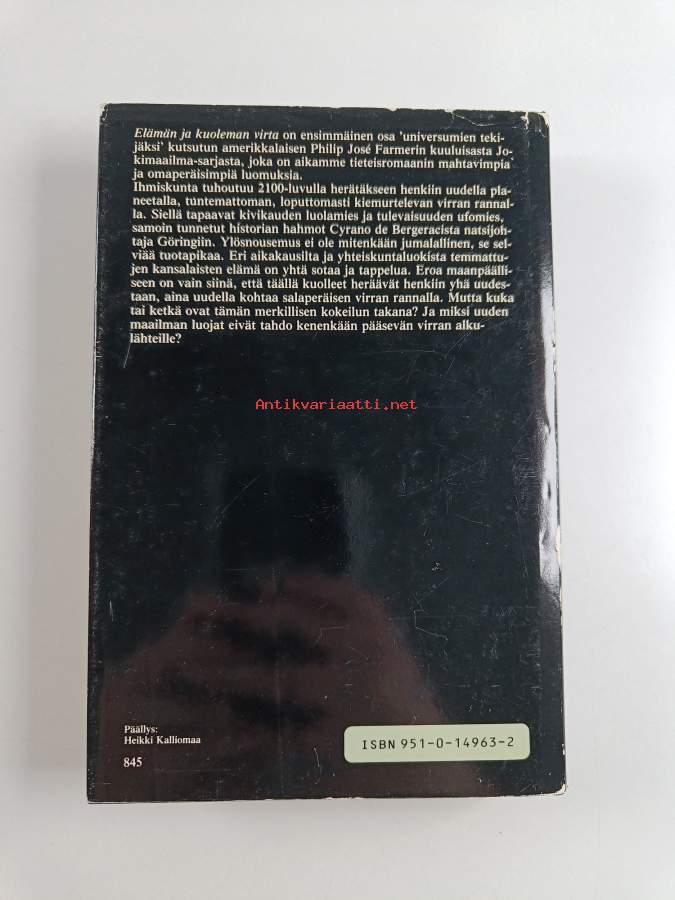 Elämän ja kuoleman virta on ensimmäinen osa 'universumien teki-
jäksi' kutsutun amerikkalaisen Philip José Farmerin kuuluisasta Jo-
kimaailma-sarjasta, joka on aikamme tieteisromaanin mahtavimpia
ja omaperäisimpiä luomuksia.
Ihmiskunta tuhoutuu 2100-luvulla herätäkseen henkiin uudella pla-
neetalla, tuntemattoman, loputtomasti kiemurtelevan virran rannal-
la. Siellä tapaavat kivikauden luolamies ja tulevaisuuden ufomies,
samoin tunnetut historian hahmot Cyrano de Bergeracista natsijoh-
taja Göringiin. Ylösnousemus ei ole mitenkään jumalallinen, se sel-
viää tuotapikaa. Eri aikakausilta ja yhteiskuntaluokista temmattu-
jen kansalaisten elämä on yhtä sotaa ja tappelua. Eroa maanpäälli-
seen on vain siinä, että täällä kuolleet heräävät henkiin yhä uudes-
taan, aina uudella kohtaa salaperäisen virran rannalla. Mutta kuka
tai ketkä ovat tämän merkillisen kokeilun takana? Ja miksi uuden
maailman luojat eivät tahdo kenenkään pääsevän virran alku-
lähteille?
Antikvariaatti.net
Päällys:
Heikki Kalliomaa
845
ISBN 951-0-14963-2